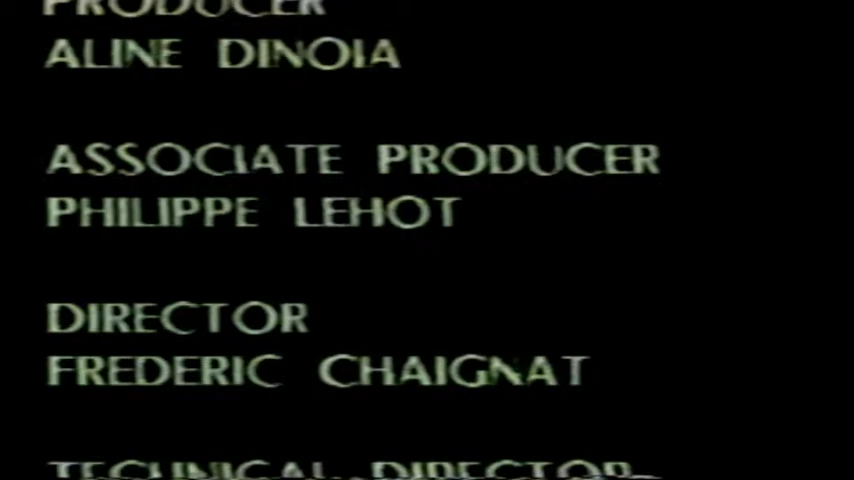 PRODUCER
ALINE DINOIA
ASSOCIATE PRODUCER
PHILIPPE LEHOT
DIRECTOR
FREDERIC CHAIGNAT
TECHNICAL DIRECTOR